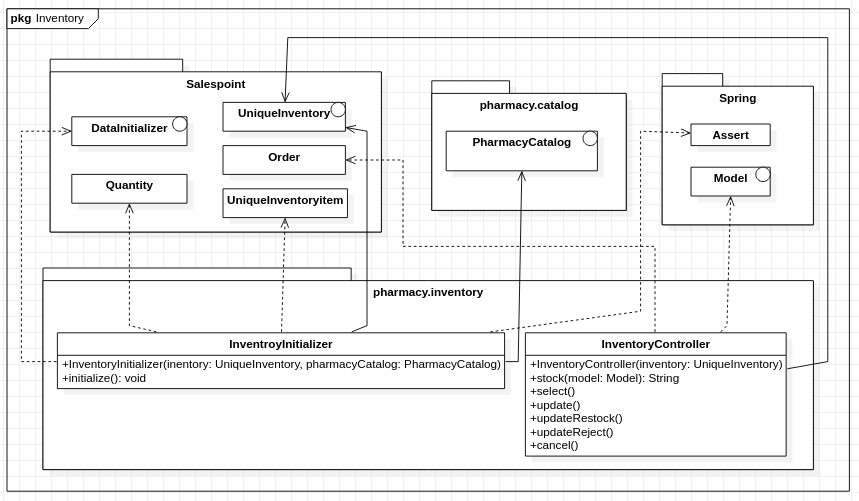 pkg Inventory
Salespoint
DataInitializer
UniqueInventory
Order
Quantity
UniqueInventoryitem
pharmacy.catalog
PharmacyCatalog
Spring
Assert
Model
pharmacy.inventory
InventroyInitializer
+InventoryInitializer(inentory: UniqueInventory, pharmacyCatalog: PharmacyCatalog)
+initialize(): void
InventoryController
+InventoryController(inventory: UniqueInventory)
+stock(model: Model): String
+select()
+update()
+updateRestock()
+updateReject()
+cancel()